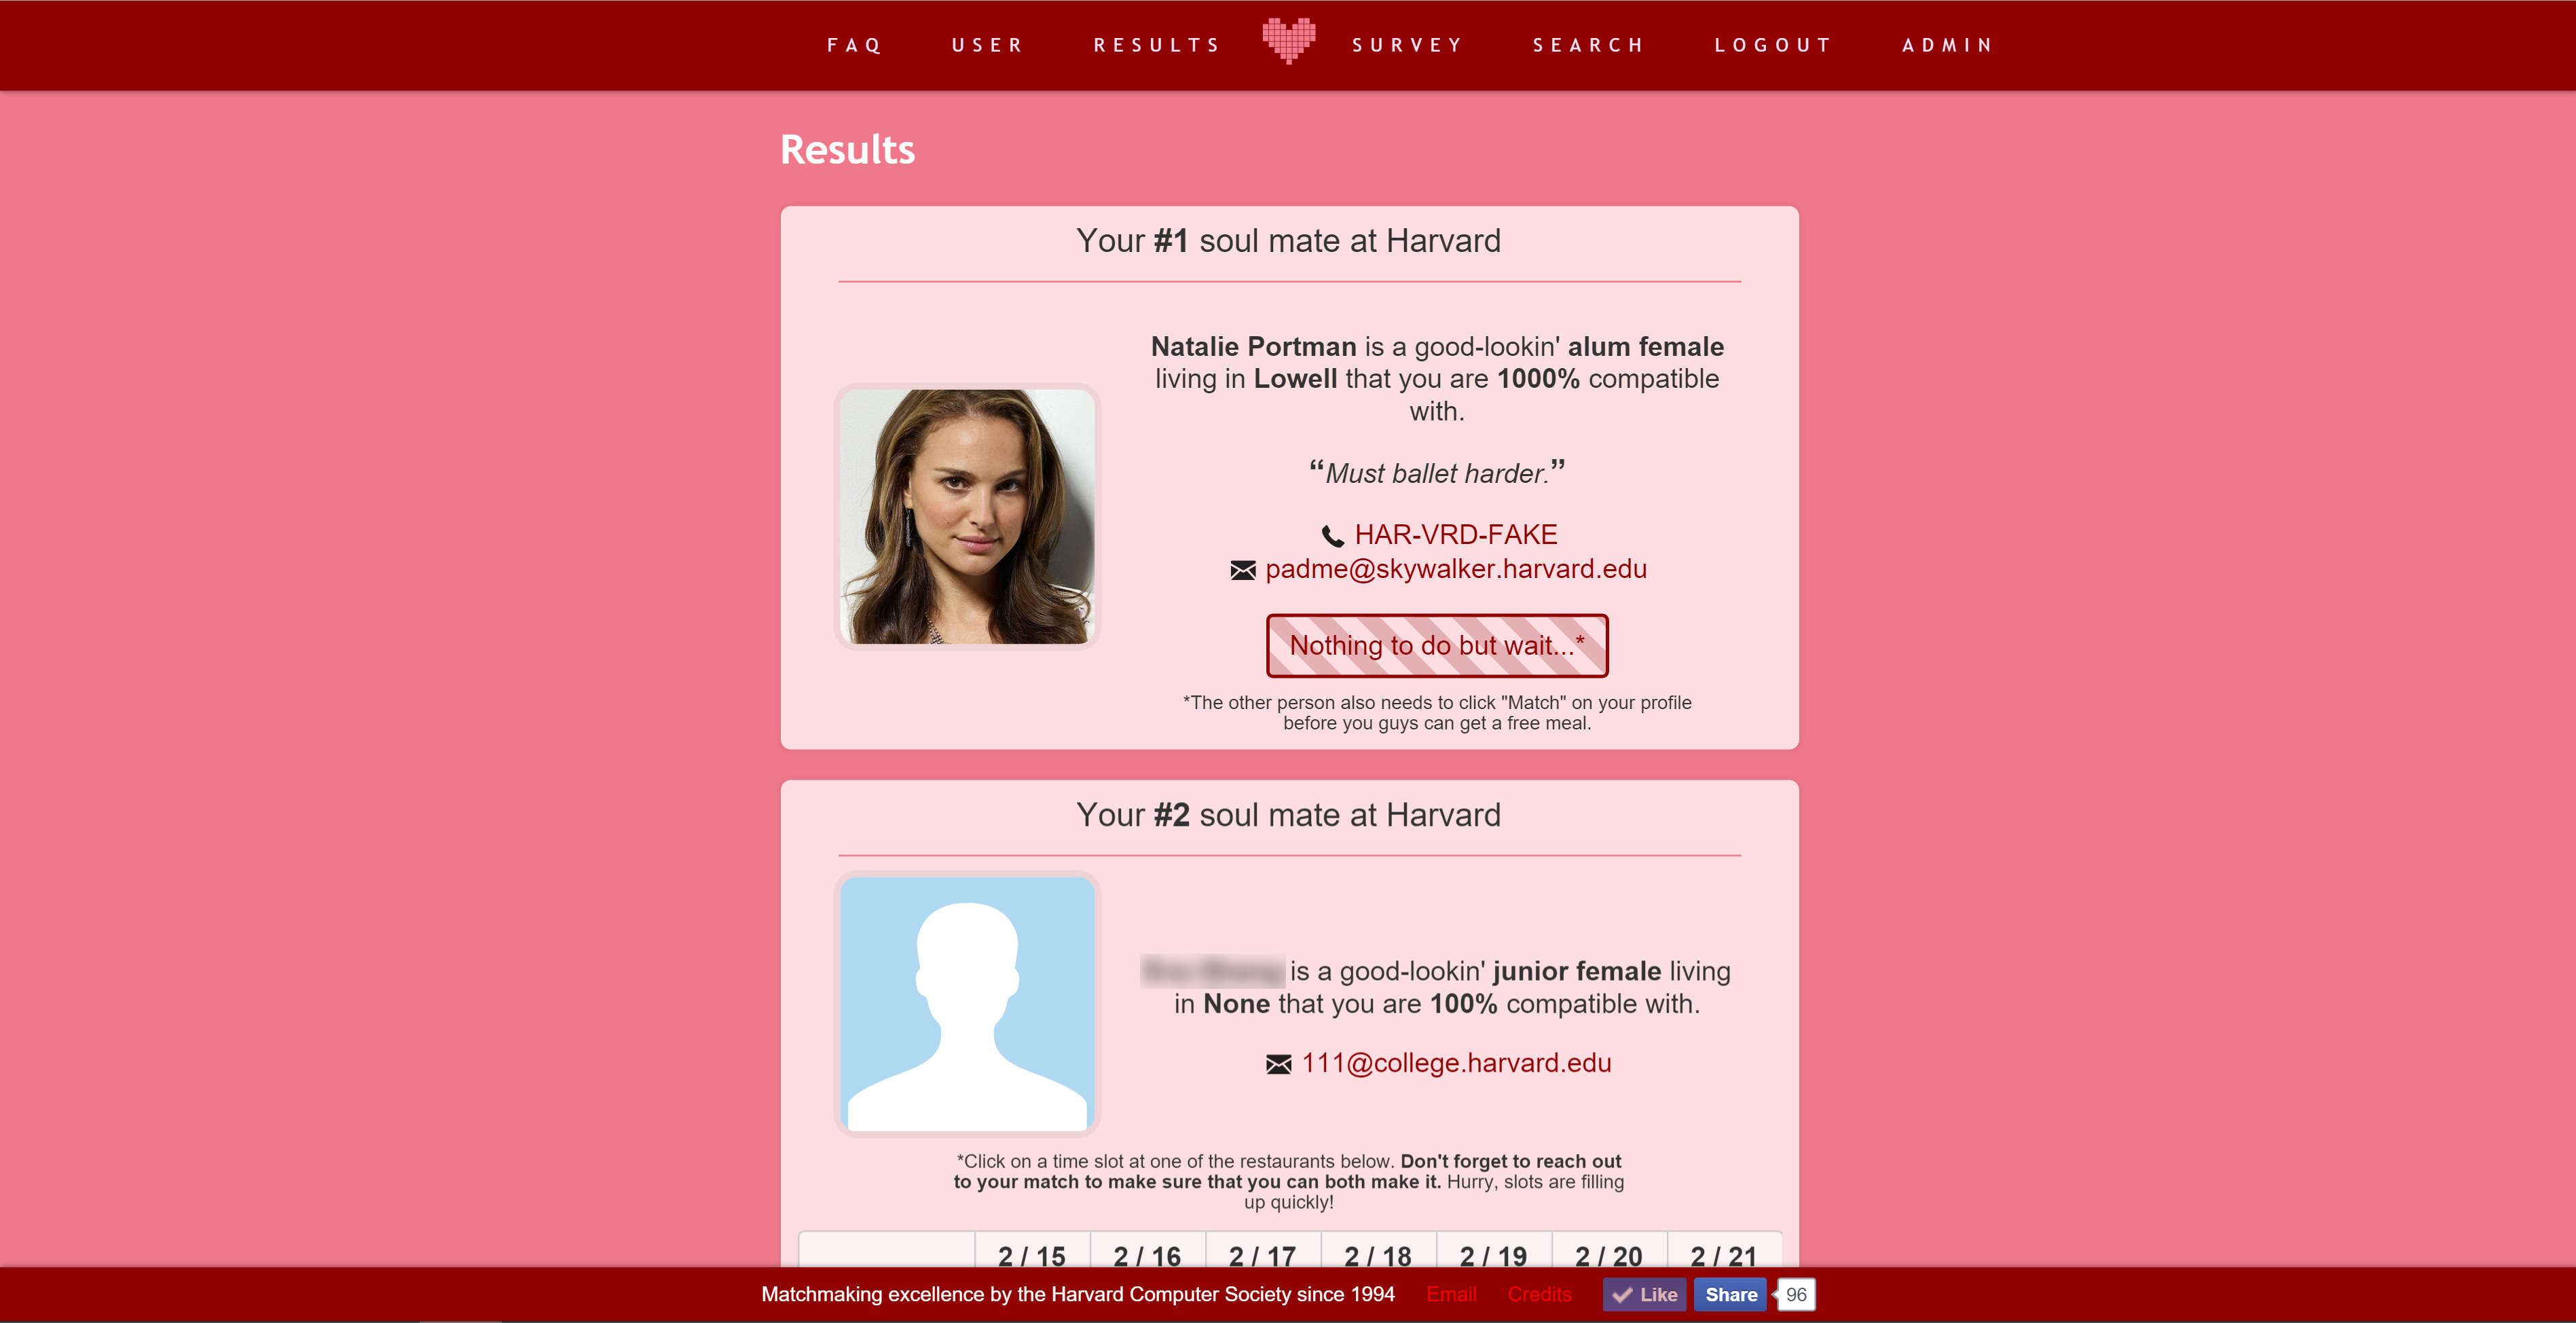 FAQ USER RESULTS SURVEY SEARCH LOGOUT ADMIN
Results
Your #1 soul mate at Harvard
Natalie Portman is a good-lookin' alum female
living in Lowell that you are 1000% compatible
with.
“Must ballet harder.”
HAR-VRD-FAKE
padme@skywalker.harvard.edu
Nothing to do but wait...*
*The other person also needs to click "Match" on your profile
before you guys can get a free meal.
Your #2 soul mate at Harvard
is a good-lookin' junior female living
in None that you are 100% compatible with.
111@college.harvard.edu
*Click on a time slot at one of the restaurants below. Don't forget to reach out
to your match to make sure that you can both make it. Hurry, slots are filling
up quickly!
2 / 15 2 / 16 2 / 17 2 / 18 2 / 19 2 / 20 2 / 21
Matchmaking excellence by the Harvard Computer Society since 1994 Email Credits Like Share 96